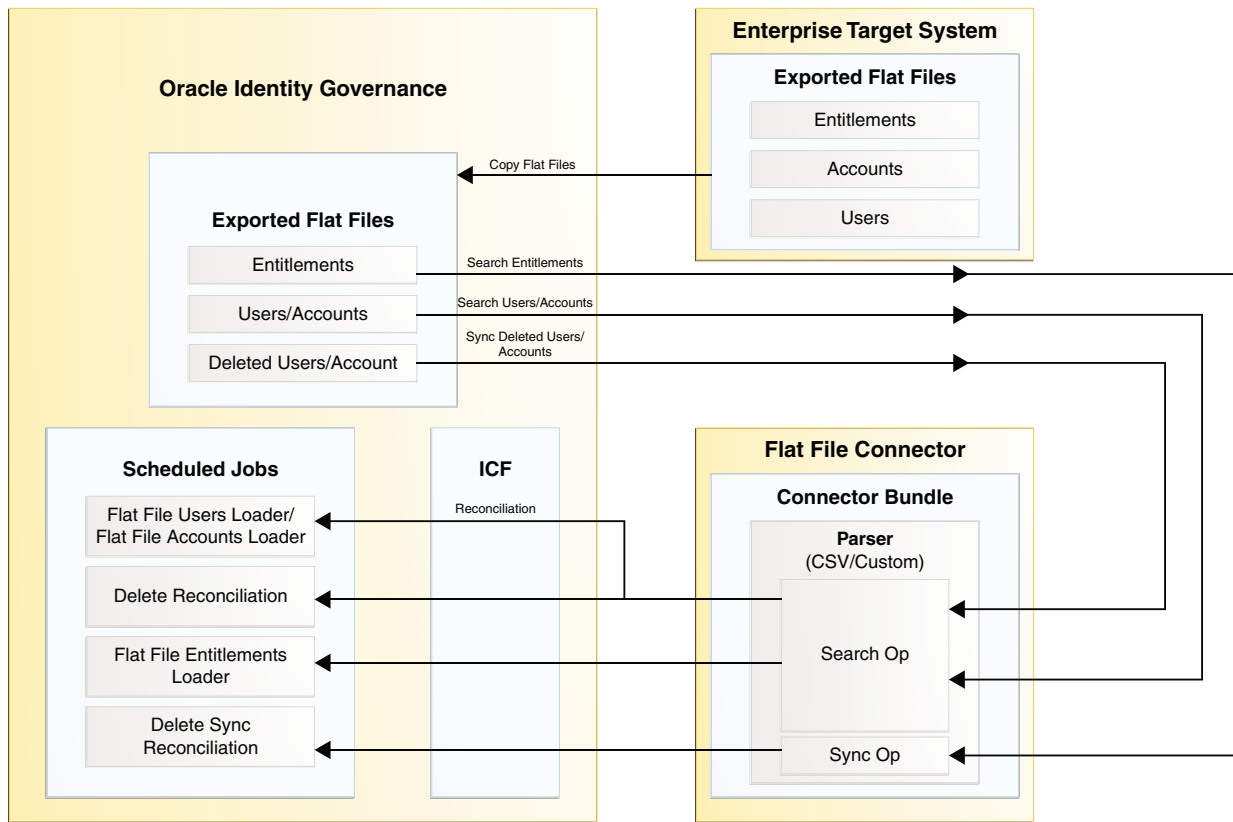 Oracle Identity Governance
Enterprise Target System
Exported Flat Files
Entitlements
Accounts
Users
Copy Flat Files
Exported Flat Files
Entitlements
Users/Accounts
Deleted Users/Account
Search Entitlements
Search Users/Accounts
Sync Deleted Users/
Accounts
Scheduled Jobs
Flat File Users Loader/
Flat File Accounts Loader
Delete Reconciliation
Flat File Entitlements
Loader
Delete Sync
Reconciliation
ICF
Reconciliation
Flat File Connector
Connector Bundle
Parser
(CSV/Custom)
Search Op
Sync Op